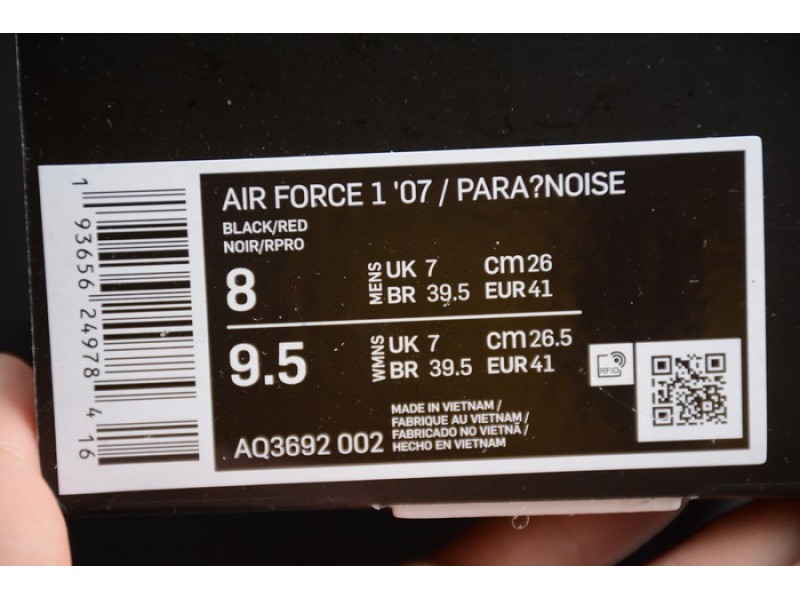 1 93656 24978 4 16
AIR FORCE 1 '07 / PARA?NOISE
BLACK/RED
NOIR/RPRO
8
MENS
UK 7 cm 26
BR 39.5 EUR 41
9.5
WMNS
UK 7 cm 26.5
BR 39.5 EUR 41
RFID
AQ3692 002
MADE IN VIETNAM /
FABRIQUE AU VIETNAM /
FABRICADO NO VIETNÃ /
HECHO EN VIETNAM